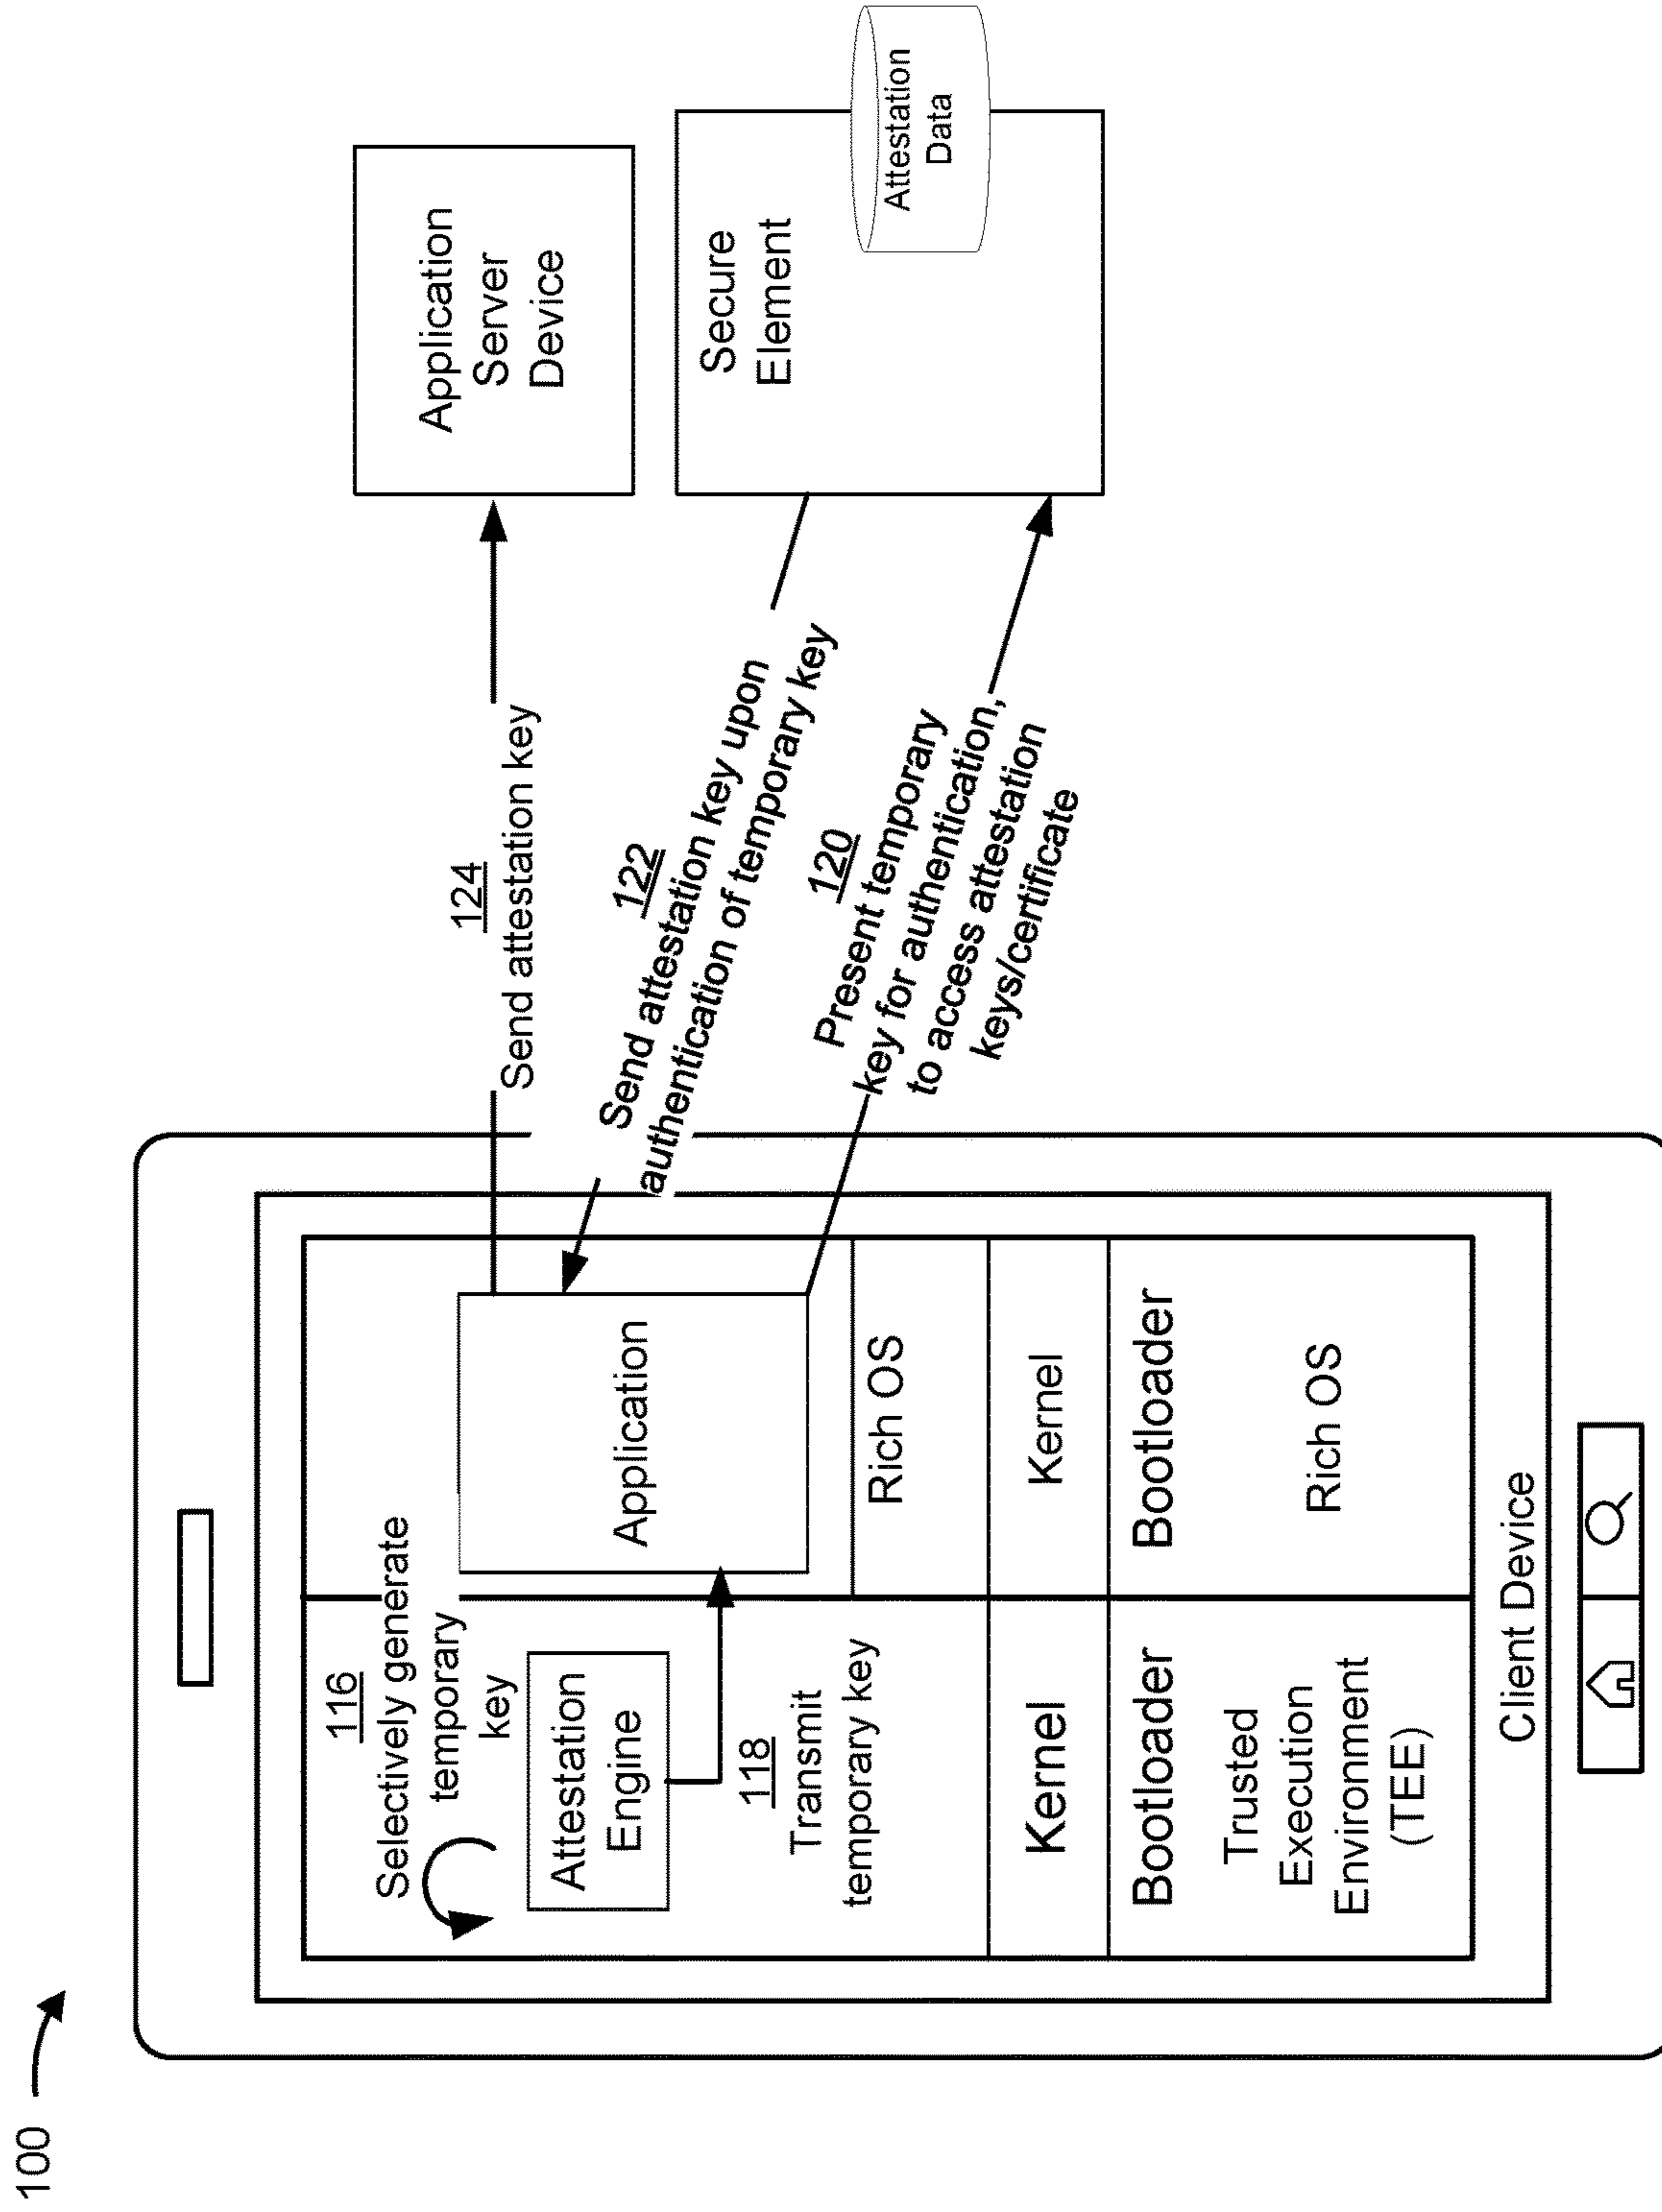 100
116
Selectively generate
temporary
key
Attestation
Engine
118
Transmit
temporary key
Kernel
Bootloader
Trusted
Execution
Environment
(TEE)
Application
Rich OS
Kernel
Bootloader
Rich OS
Client Device
124
Send attestation key
122
Send attestation key upon
authentication of temporary key
120
Present temporary
key for authentication,
to access attestation
keys/certificate
Application
Server
Device
Secure
Element
Attestation
Data